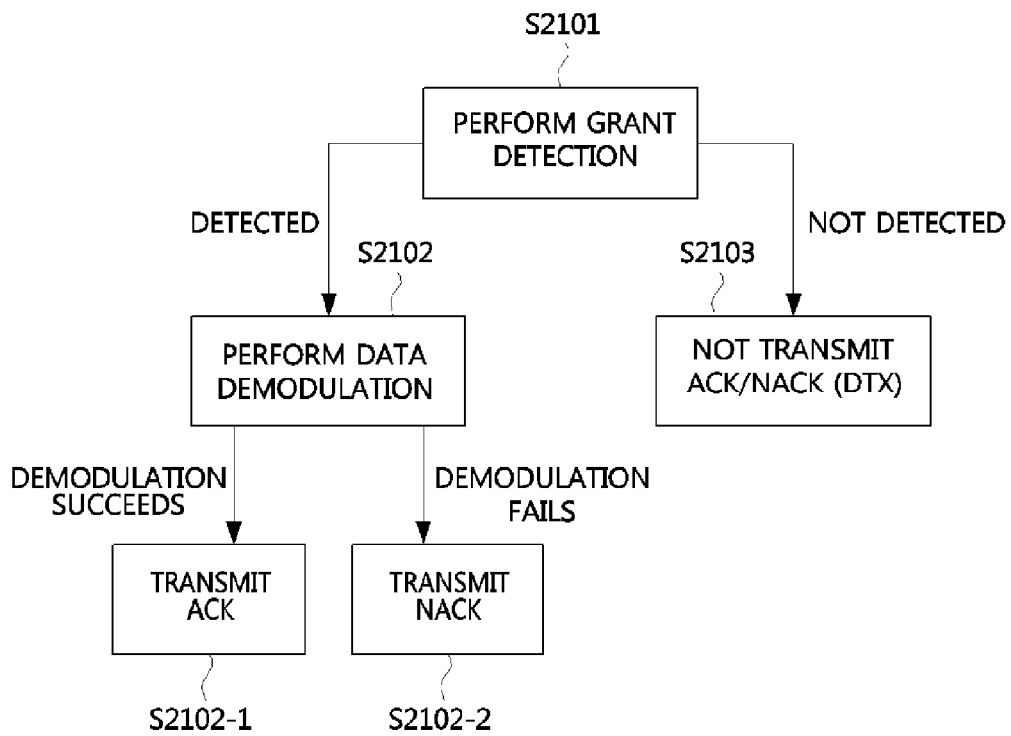 S2101
PERFORM GRANT
DETECTION
DETECTED
NOT DETECTED
S2102
S2103
PERFORM DATA
DEMODULATION
NOT TRANSMIT
ACK/NACK (DTX)
DEMODULATION
SUCCEEDS
DEMODULATION
FAILS
TRANSMIT
ACK
TRANSMIT
NACK
S2102-1
S2102-2